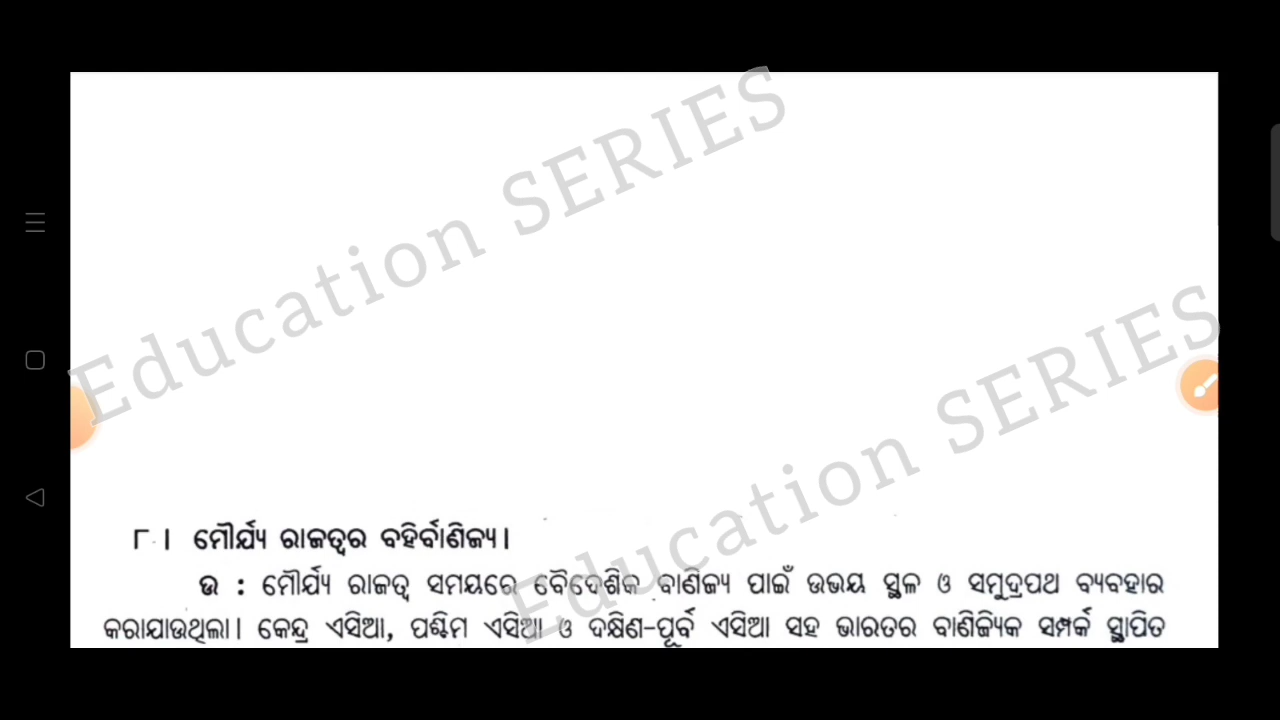 Education SERIES
Education SERIES
୮ । ମୌର୍ଯ୍ୟ ରାଜତ୍ୱର ବହିର୍ବାଣିଜ୍ୟ।
ଉ : ମୌର୍ଯ୍ୟ ରାଜତ୍ୱ ସମୟରେ ବୈଦେଶିକ ବାଣିଜ୍ୟ ପାଇଁ ଉଭୟ ସ୍ଥଳ ଓ ସମୁଦ୍ରପଥ ବ୍ୟବହାର
କରାଯାଉଥିଲା। କେନ୍ଦ୍ର ଏସିଆ, ପଶ୍ଚିମ ଏସିଆ ଓ ଦକ୍ଷିଣ-ପୂର୍ବ ଏସିଆ ସହ ଭାରତର ବାଣିଜ୍ୟିକ ସମ୍ପର୍କ ସ୍ଥାପିତ